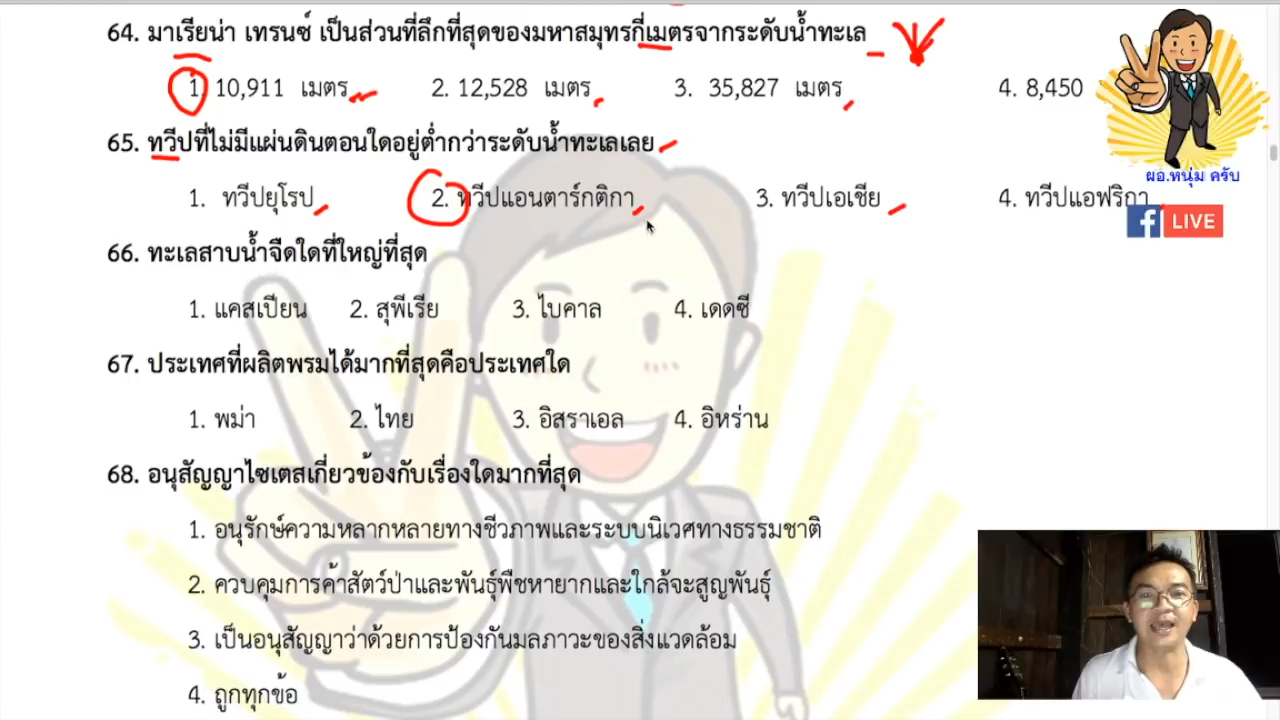 64. มาเรียน่า เทรนซ์ เป็นส่วนที่ลึกที่สุดของมหาสมุทรกี่เมตรจากระดับน้ำทะเล
1. 10,911 เมตร 2. 12,528 เมตร 3. 35,827 เมตร 4. 8,450
65. ทวีปที่ไม่มีแผ่นดินตอนใดอยู่ต่ำกว่าระดับน้ำทะเลเลย
1. ทวีปยุโรป 2. ทวีปแอนตาร์กติกา 3. ทวีปเอเชีย 4. ทวีปแอฟริกา
66. ทะเลสาบน้ำจืดใดที่ใหญ่ที่สุด
1. แคสเปียน 2. สุพีเรีย 3. ไบคาล 4. เดดซี
67. ประเทศที่ผลิตพรมได้มากที่สุดคือประเทศใด
1. พม่า 2. ไทย 3. อิสราเอล 4. อิหร่าน
68. อนุสัญญาไซเตสเกี่ยวข้องกับเรื่องใดมากที่สุด
1. อนุรักษ์ความหลากหลายทางชีวภาพและระบบนิเวศทางธรรมชาติ
2. ควบคุมการค้าสัตว์ป่าและพันธุ์พืชหายากและใกล้จะสูญพันธุ์
3. เป็นอนุสัญญาว่าด้วยการป้องกันมลภาวะของสิ่งแวดล้อม
4. ถูกทุกข้อ
ผอ.หนุ่ม ครับ
f LIVE